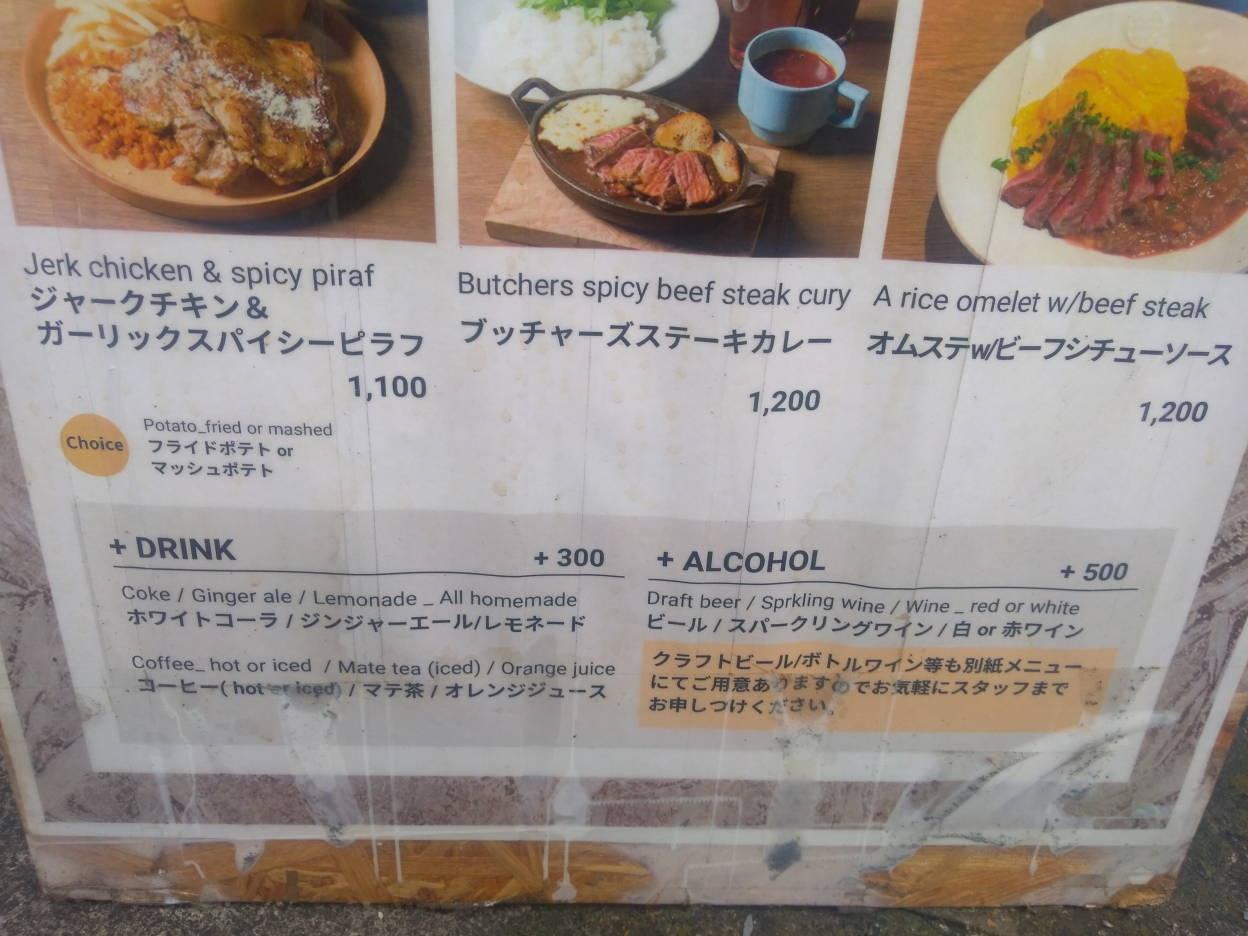 Jerk chicken & spicy piraf
ジャークチキン＆
ガーリックスパイシーピラフ
1,100
Choice
Potato_fried or mashed
フライドポテト or
マッシュポテト
Butchers spicy beef steak cury
ブッチャーズステーキカレー
1,200
A rice omelet w/beef steak
オムステw/ビーフシチューソース
1,200
+ DRINK
+ 300
Coke / Ginger ale / Lemonade _ All homemade
ホワイトコーラ / ジンジャーエール/レモネード
Coffee_ hot or iced / Mate tea (iced) / Orange juice
コーヒー( hot or iced) / マテ茶 / オレンジジュース
+ ALCOHOL
+ 500
Draft beer / Sprkling wine / Wine _ red or white
ビール / スパークリングワイン / 白 or 赤ワイン
クラフトビール/ボトルワイン等も別紙メニュー
にてご用意ありますのでお気軽にスタッフまで
お申しつけください。